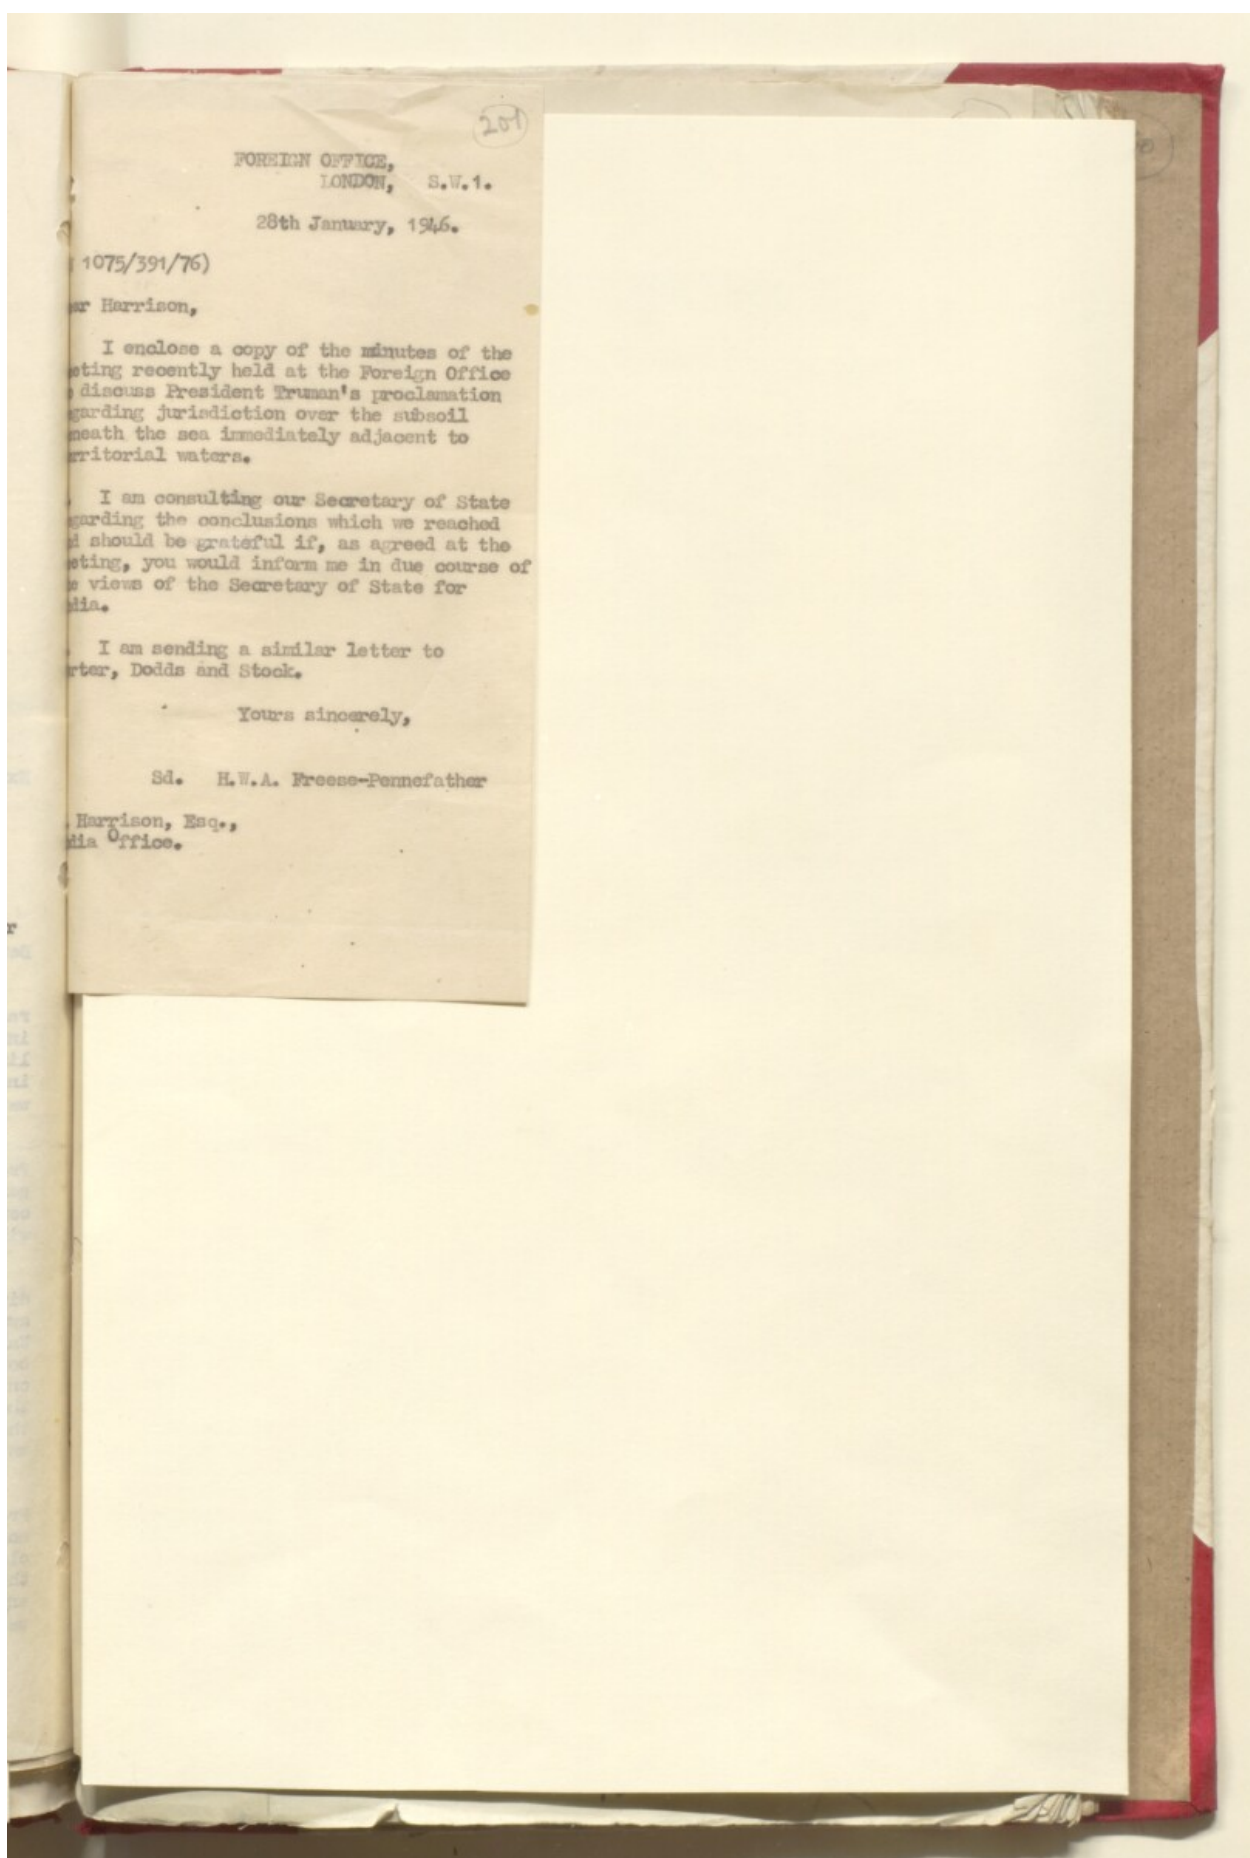 201
FOREIGN OFFICE,
LONDON, S.W.1.
28th January, 1946.
1075/391/76)
ar Harrison,
I enclose a copy of the minutes of the
eting recently held at the Foreign Office
discuss President Truman's proclamation
garding jurisdiction over the subsoil
neath the sea immediately adjacent to
rritorial waters.
I am consulting our Secretary of State
garding the conclusions which we reached
d should be grateful if, as agreed at the
eting, you would inform me in due course of
e views of the Secretary of State for
dia.
I am sending a similar letter to
rter, Dodds and Stock.
Yours sincerely,
Sd. H.W.A. Freese-Pennefather
Harrison, Esq.,
dia Office.
r